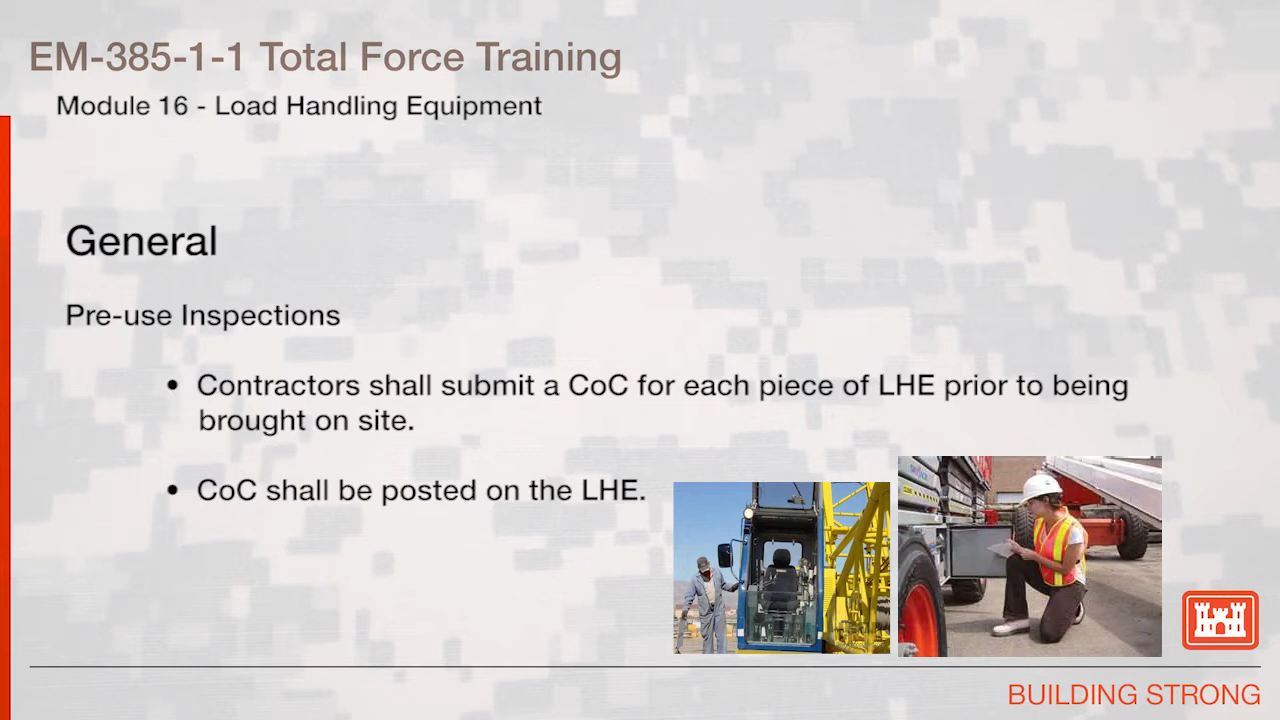 EM-385-1-1 Total Force Training
Module 16 - Load Handling Equipment
General
Pre-use Inspections
• Contractors shall submit a CoC for each piece of LHE prior to being
brought on site.
• CoC shall be posted on the LHE.
BUILDING STRONG